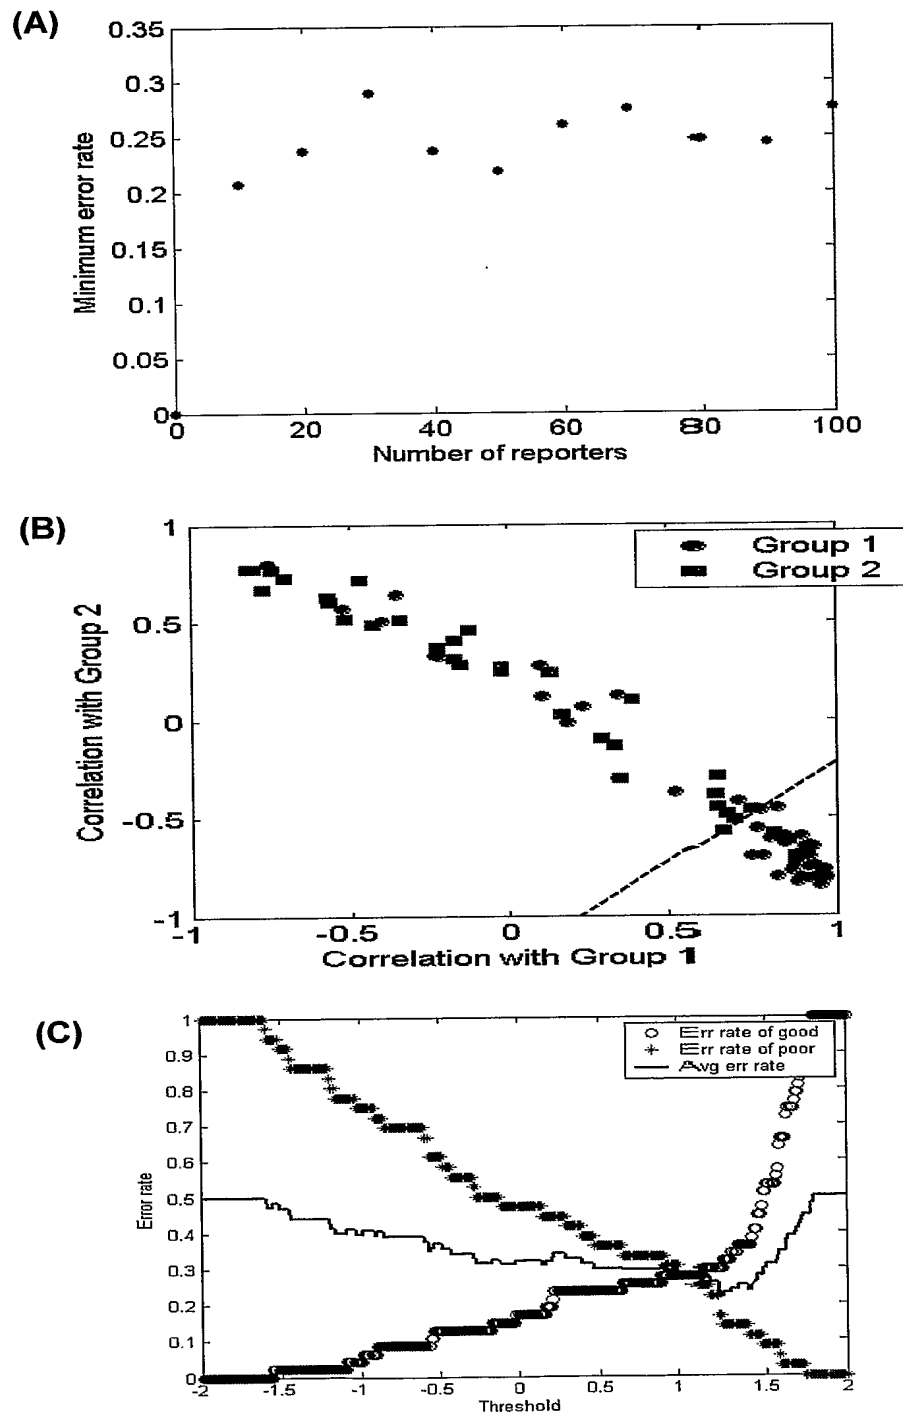 (A)
0.35
0.3
0.25
0.2
0.15
0.1
0.05
0
Minimum error rate
0 20 40 60 80 100
Number of reporters
(B)
1
0.5
0
-0.5
-1
Correlation with Group 2
Group 1
Group 2
-1 -0.5 0 0.5 1
Correlation with Group 1
(C)
1
0.9
0.8
0.7
0.6
0.5
0.4
0.3
0.2
0.1
0
Error rate
Err rate of good
Err rate of poor
Avg err rate
-2 -1.5 -1 -0.5 0 0.5 1 1.5 2
Threshold